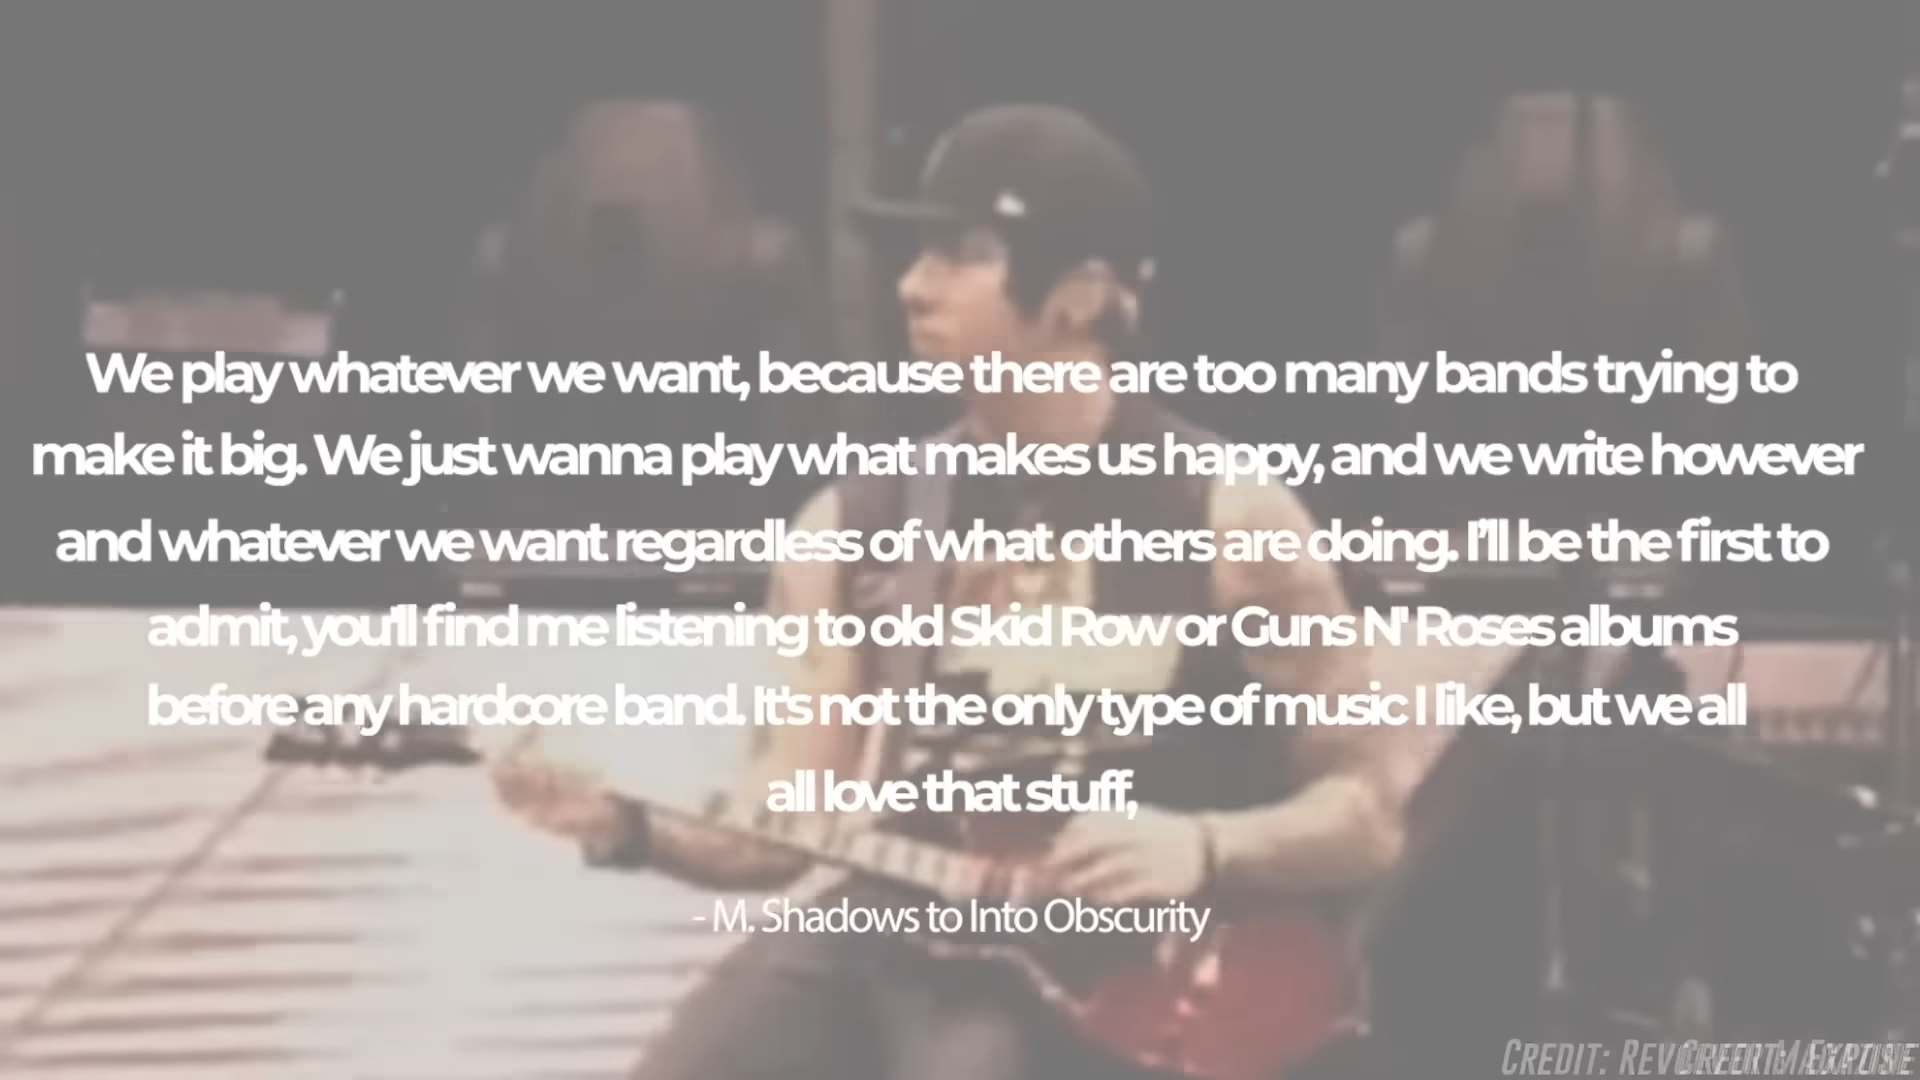 We play whatever we want, because there are too many bands trying to
make it big. We just wanna play what makes us happy, and we write however
and whatever we want regardless of what others are doing. I’ll be the first to
admit, you'll find me listening to old Skid Row or Guns N' Roses albums
before any hardcore band. It's not the only type of music I like, but we all
all love that stuff,
- M. Shadows to Into Obscurity
Credit: